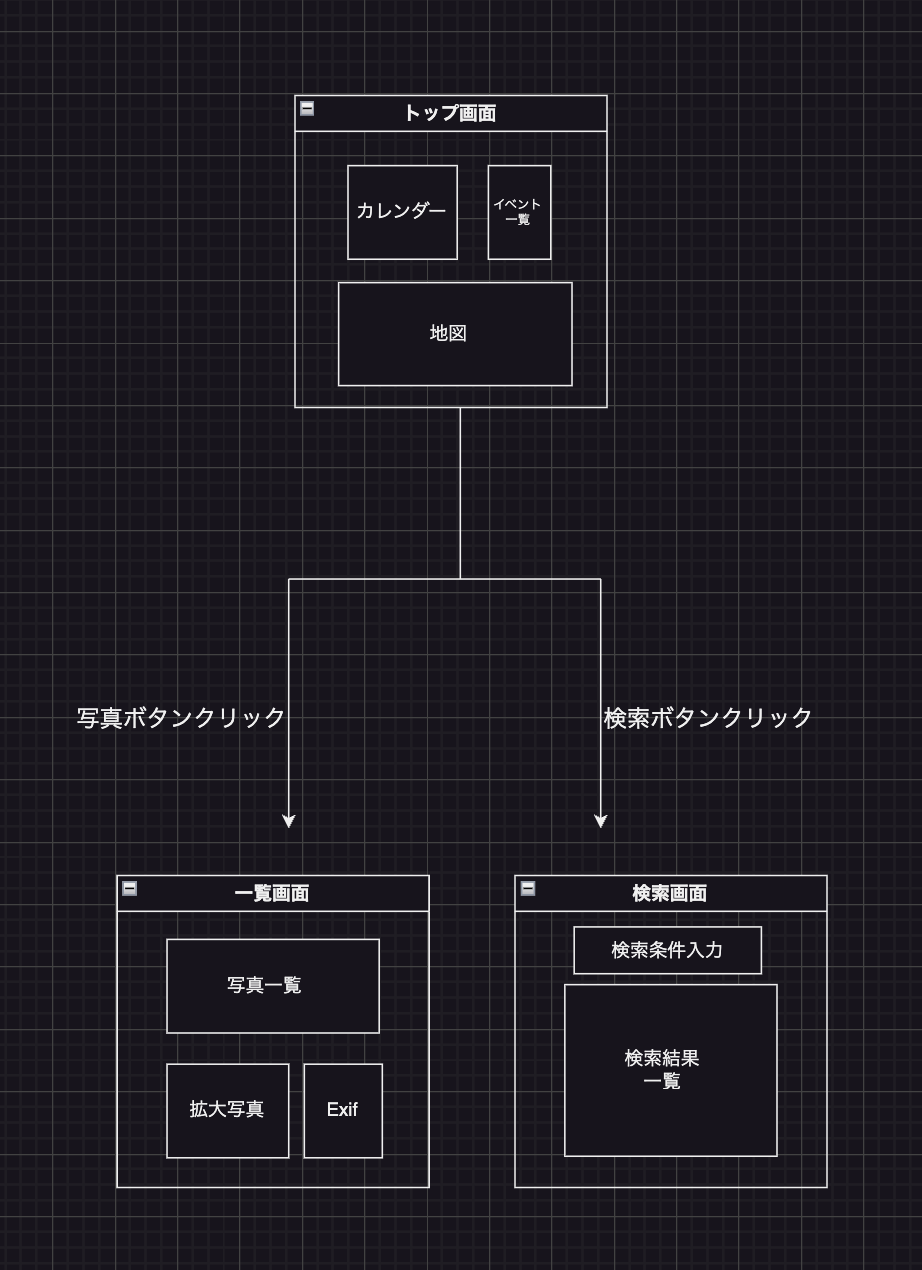 トップ画面
カレンダー
イベント
一覧
地図
写真ボタンクリック
検索ボタンクリック
一覧画面
写真一覧
拡大写真
Exif
検索画面
検索条件入力
検索結果
一覧